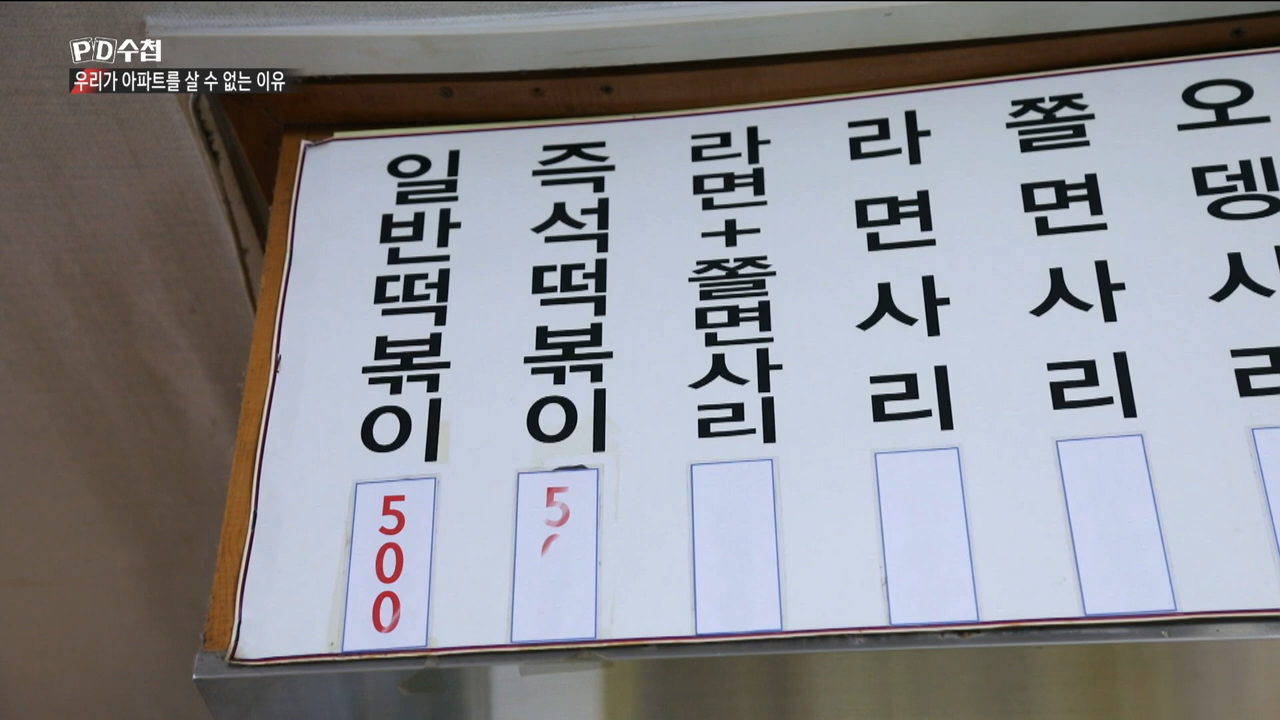 PD수첩
우리가 아파트를 살 수 없는 이유
일반떡볶이
500
즉석떡볶이
5
라면+쫄면사리
라면사리
쫄면사리
오뎅사